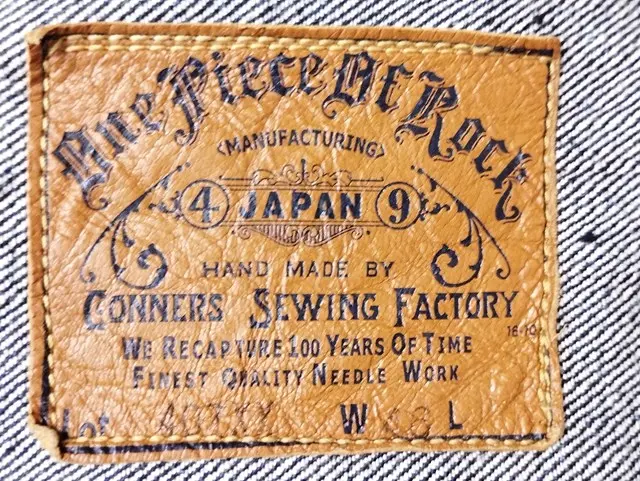 One Piece Of Rock
<MANUFACTURING>
4 JAPAN 9
HAND MADE BY
CONNERS SEWING FACTORY
WE RECAPTURE 100 YEARS OF TIME
FINEST QUALITY NEEDLE WORK
Lot W L